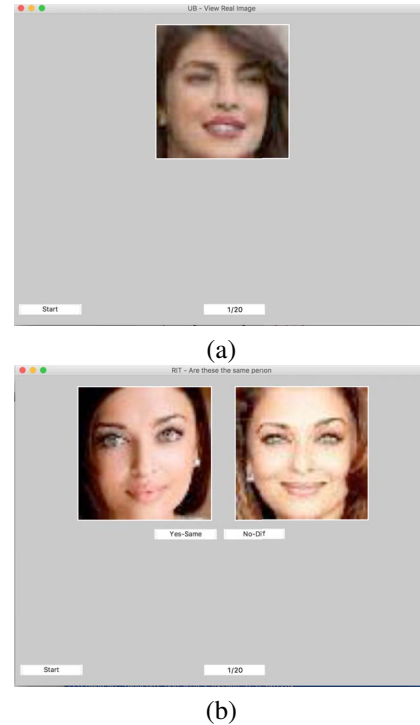 UB - View Real Image
Start 1/20
(a)
RIT - Are these the same person
Yes-Same No-Dif
Start 1/20
(b)